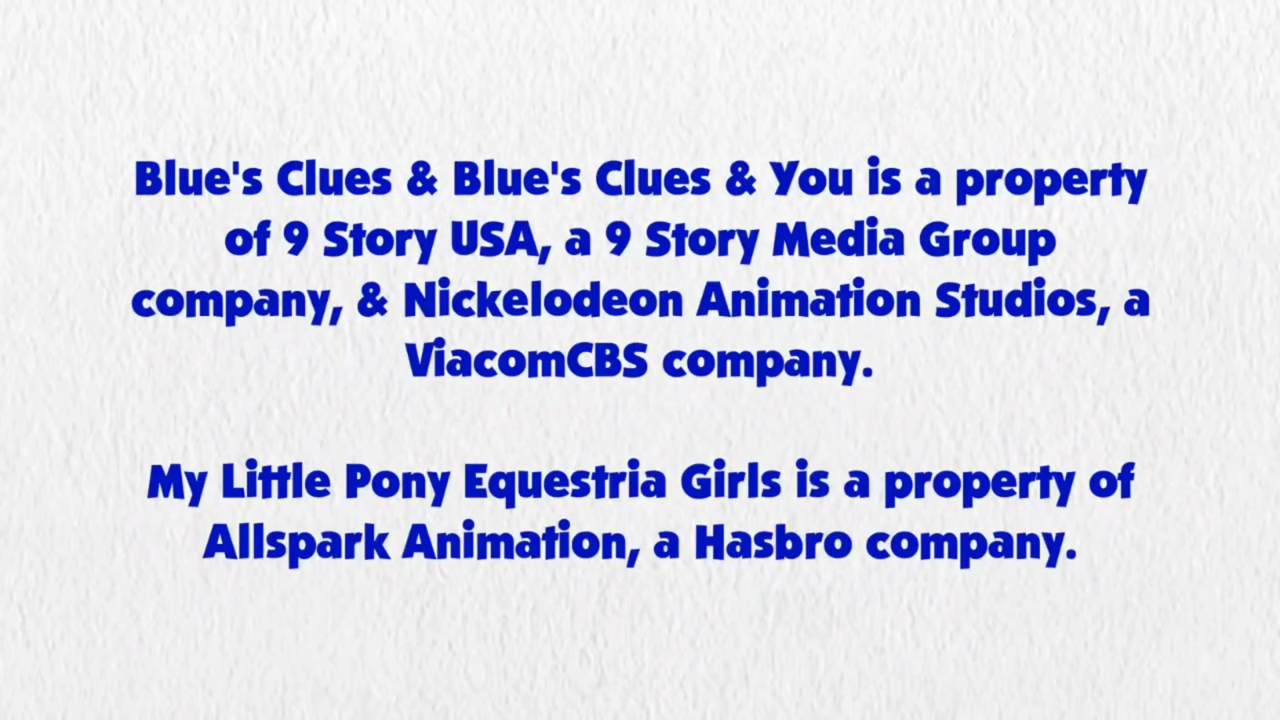 Blue's Clues & Blue's Clues & You is a property
of 9 Story USA, a 9 Story Media Group
company, & Nickelodeon Animation Studios, a
ViacomCBS company.
My Little Pony Equestria Girls is a property of
Allspark Animation, a Hasbro company.